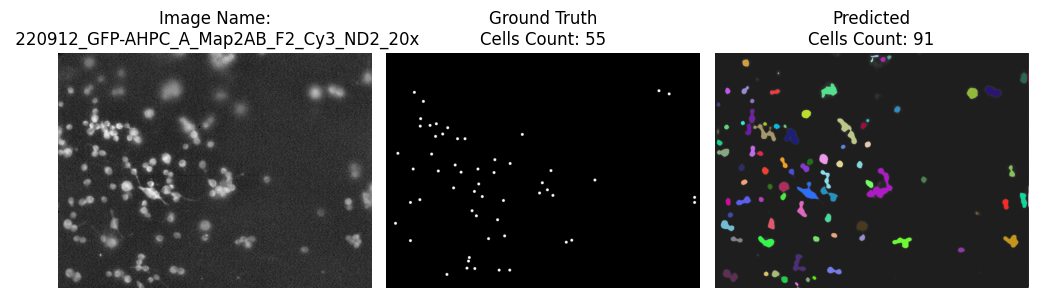 Image Name:
220912_GFP-AHPC_A_Map2AB_F2_Cy3_ND2_20x
Ground Truth
Cells Count: 55
Predicted
Cells Count: 91